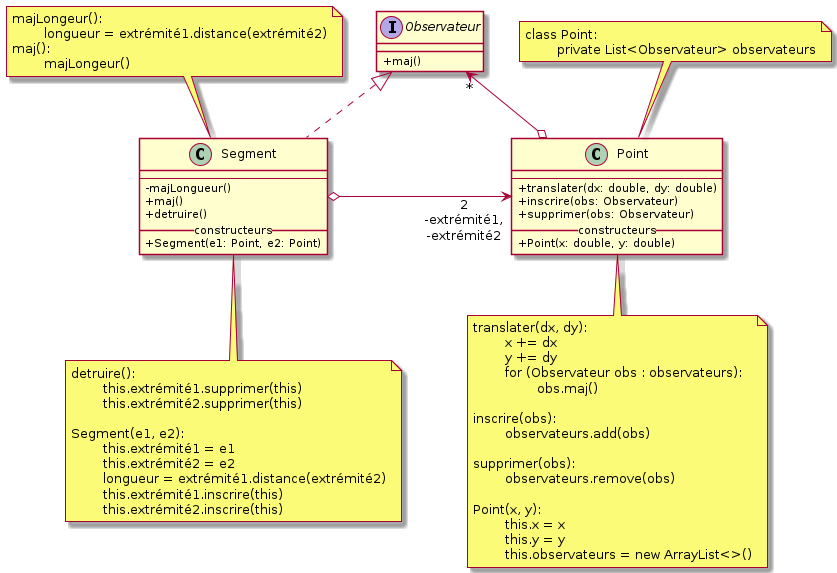 majLongeur():
longueur = extrémité1.distance(extrémité2)
maj():
majLongeur()
I Observateur
+maj()
class Point:
private List<Observateur> observateurs
*
C Segment
-majLongueur()
+maj()
+detruire()
constructeurs
+Segment(e1: Point, e2: Point)
2
-extrémité1,
-extrémité2
C Point
+translater(dx: double, dy: double)
+inscrire(obs: Observateur)
+supprimer(obs: Observateur)
constructeurs
+Point(x: double, y: double)
detruire():
this.extrémité1.supprimer(this)
this.extrémité2.supprimer(this)
Segment(e1, e2):
this.extrémité1 = e1
this.extrémité2 = e2
longueur = extrémité1.distance(extrémité2)
this.extrémité1.inscrire(this)
this.extrémité2.inscrire(this)
translater(dx, dy):
x += dx
y += dy
for (Observateur obs : observateurs):
obs.maj()
inscrire(obs):
observateurs.add(obs)
supprimer(obs):
observateurs.remove(obs)
Point(x, y):
this.x = x
this.y = y
this.observateurs = new ArrayList<>()